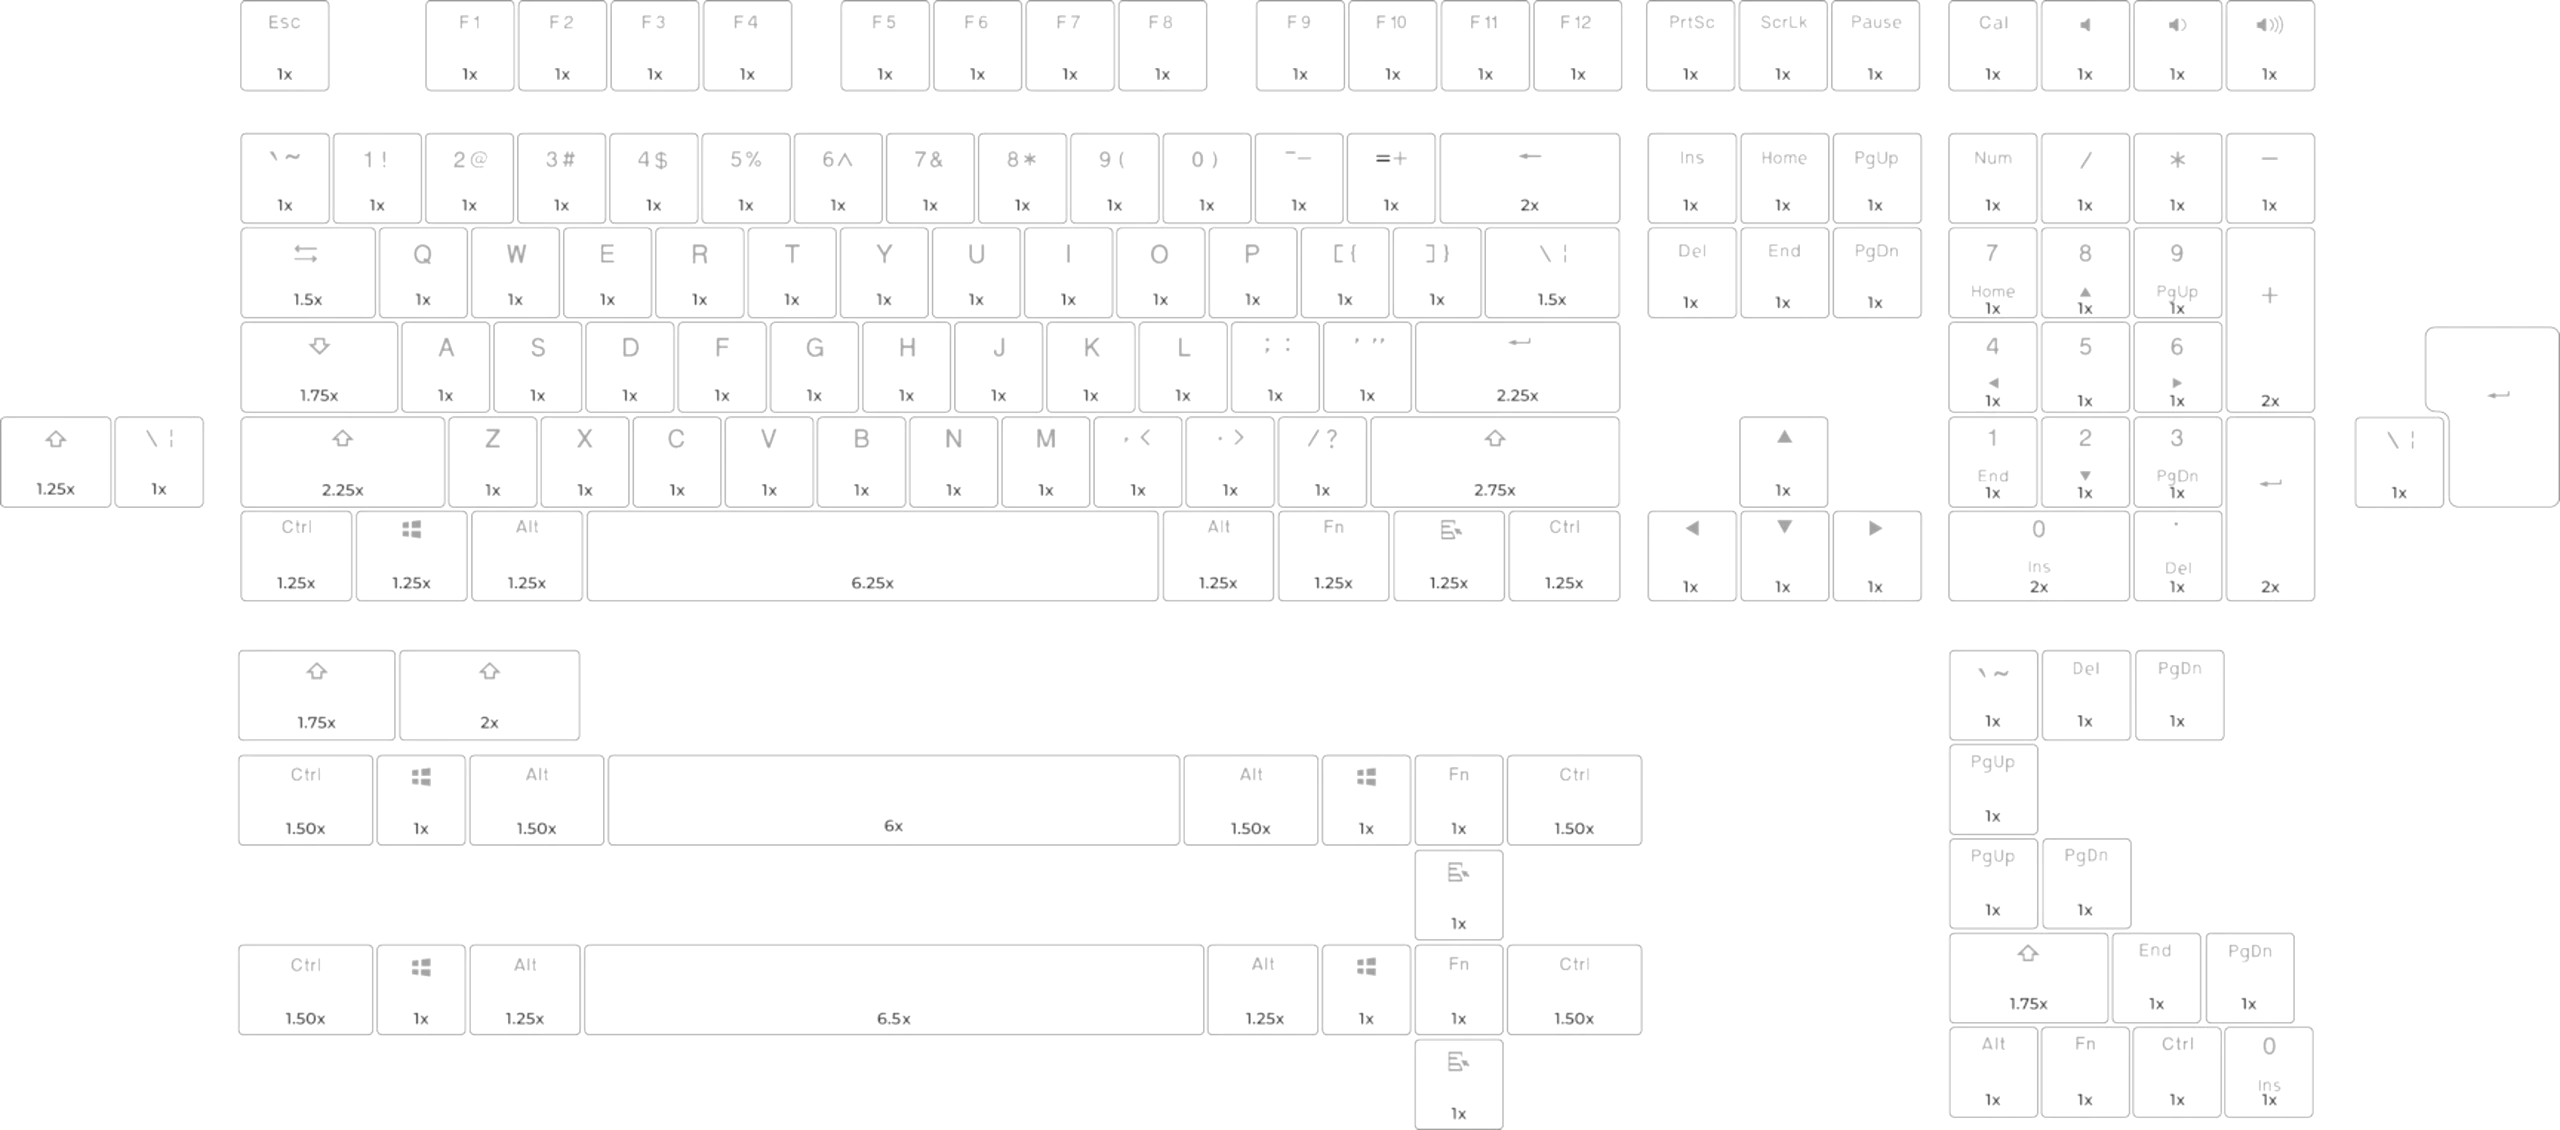 Esc F1 F2 F3 F4 F5 F6 F7 F8 F9 F10 F11 F12 PrtSc ScrLk Pause Cal
1x 1x 1x 1x 1x 1x 1x 1x 1x 1x 1x 1x 1x 1x 1x 1x 1x 1x 1x 1x
` ~ 1 ! 2 @ 3 # 4 $ 5 % 6 ^ 7 & 8 * 9 ( 0 ) - _ = + ← Ins Home PgUp Num / * -
1x 1x 1x 1x 1x 1x 1x 1x 1x 1x 1x 1x 1x 2x 1x 1x 1x 1x 1x 1x 1x
Q W E R T Y U I O P [ { ] } \ ¦ Del End PgDn 7 8 9 +
Home ▲ PgUp
1.5x 1x 1x 1x 1x 1x 1x 1x 1x 1x 1x 1x 1x 1.5x 1x 1x 1x 1x 1x 1x
A S D F G H J K L ; : ' " 4 5 6
◀ ▶
1.75x 1x 1x 1x 1x 1x 1x 1x 1x 1x 1x 1x 2.25x 1x 1x 1x 2x
\ ¦ Z X C V B N M , < . > / ? ▲ 1 2 3 \ ¦
End ▼ PgDn
1.25x 1x 2.25x 1x 1x 1x 1x 1x 1x 1x 1x 1x 1x 2.75x 1x 1x 1x 1x 1x
Ctrl Alt Alt Fn Ctrl ◀ ▼ ▶ 0 .
Ins Del
1.25x 1.25x 1.25x 6.25x 1.25x 1.25x 1.25x 1.25x 1x 1x 1x 2x 1x 2x
` ~ Del PgDn
1.75x 2x 1x 1x 1x
PgUp
1x
Ctrl Alt Alt Fn Ctrl
1.50x 1x 1.50x 6x 1.50x 1x 1x 1.50x
PgUp PgDn
1x 1x 1x
Ctrl Alt Alt Fn Ctrl End PgDn
1.50x 1x 1.25x 6.5x 1.25x 1x 1x 1.50x 1.75x 1x 1x
Alt Fn Ctrl 0
Ins
1x 1x 1x 1x 1x